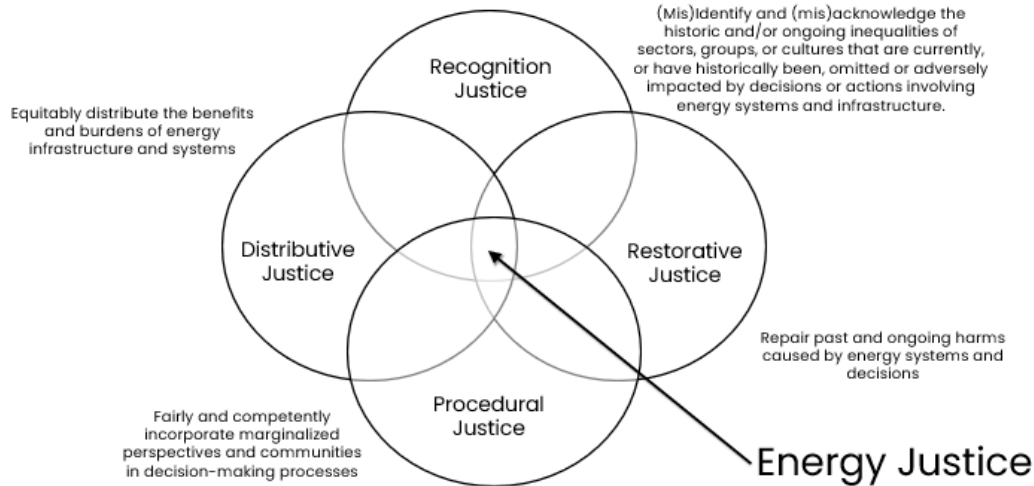 (Mis)Identify and (mis)acknowledge the
historic and/or ongoing inequalities of
sectors, groups, or cultures that are currently,
or have historically been, omitted or adversely
impacted by decisions or actions involving
energy systems and infrastructure.
Recognition
Justice
Equitably distribute the benefits
and burdens of energy
infrastructure and systems
Distributive
Justice
Restorative
Justice
Repair past and ongoing harms
caused by energy systems and
decisions
Procedural
Justice
Fairly and competently
incorporate marginalized
perspectives and communities
in decision-making processes
Energy Justice